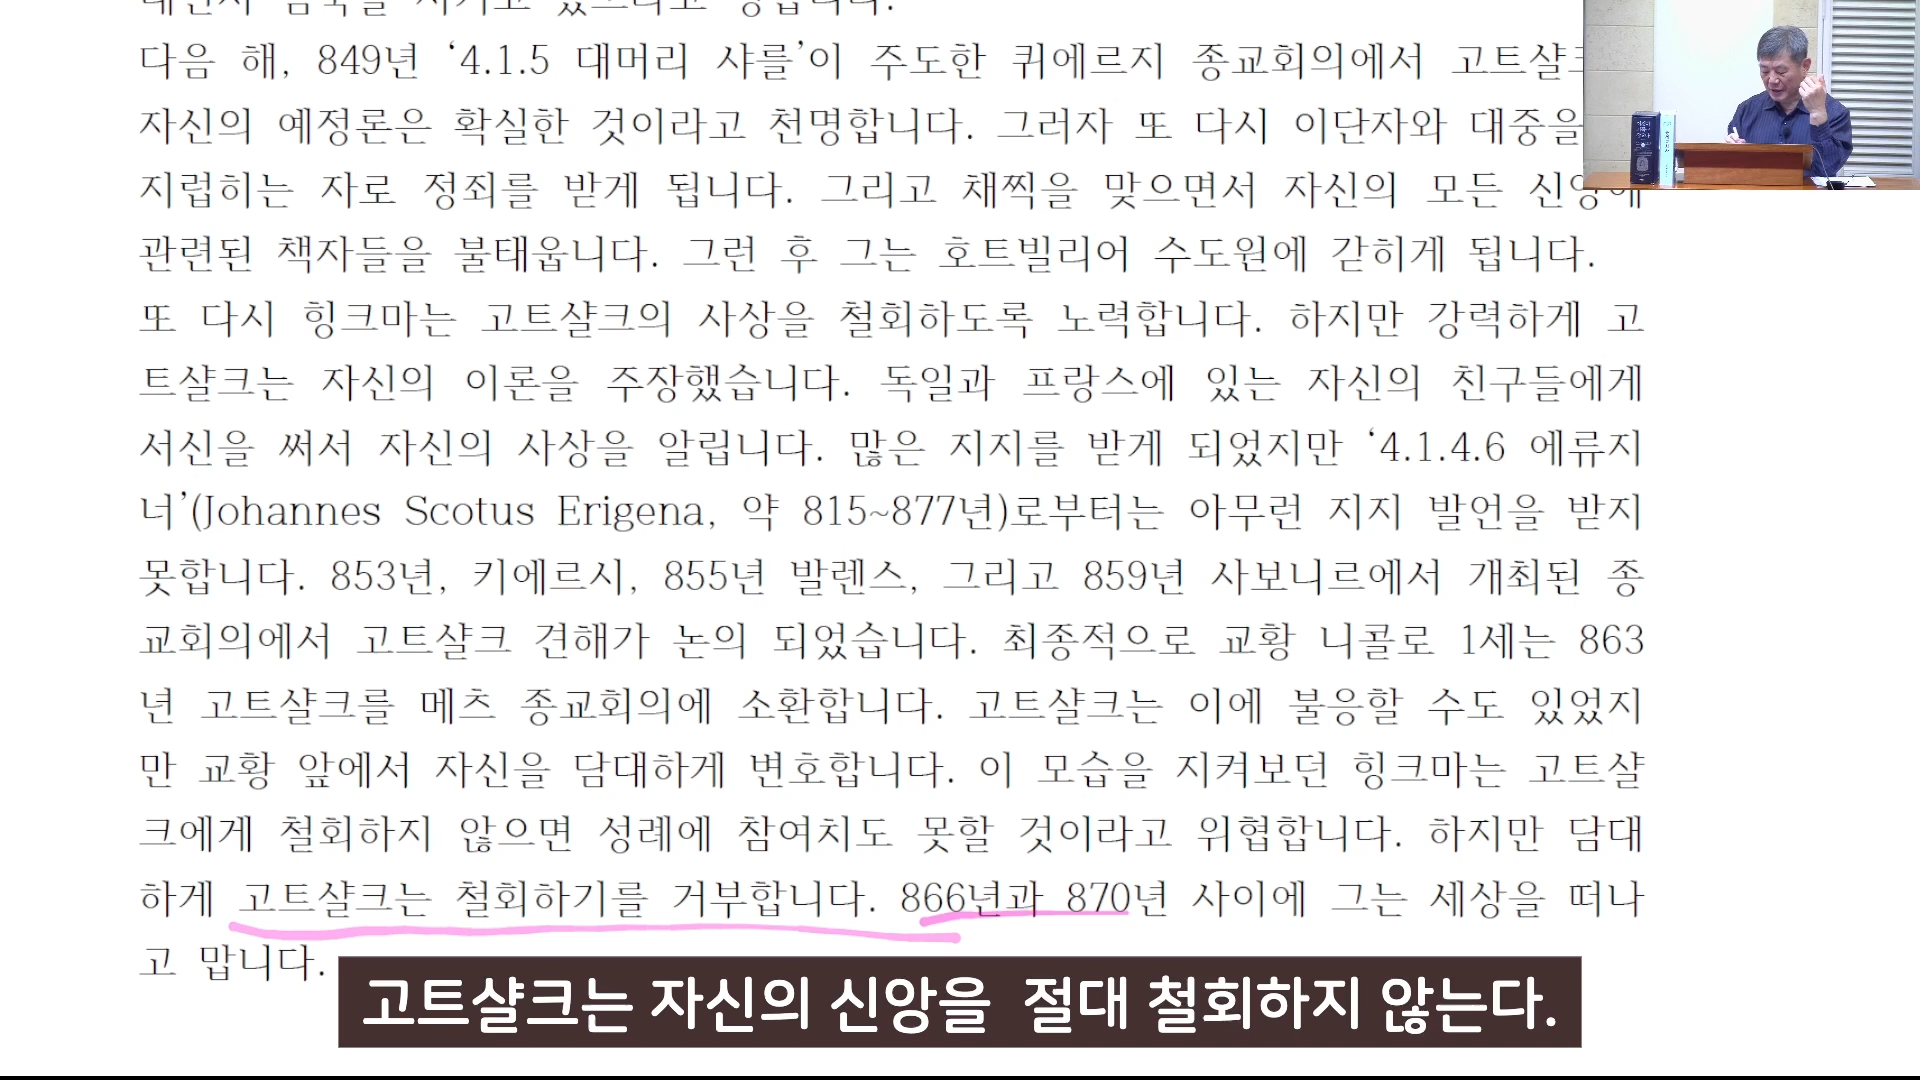 다음 해, 849년 ‘4.1.5 대머리 샤를’이 주도한 퀴에르지 종교회의에서
자신의 예정론은 확실한 것이라고 천명합니다. 그러자 또 다시 이단자와 대중을
지럽히는 자로 정죄를 받게 됩니다. 그리고 채찍을 맞으면서 자신의 모든 신앙에
관련된 책자들을 불태웁니다. 그런 후 그는 호트빌리어 수도원에 갇히게 됩니다.
또 다시 힝크마는 고트샬크의 사상을 철회하도록 노력합니다. 하지만 강력하게 고
트샬크는 자신의 이론을 주장했습니다. 독일과 프랑스에 있는 자신의 친구들에게
서신을 써서 자신의 사상을 알립니다. 많은 지지를 받게 되었지만 ‘4.1.4.6 에류지
너’(Johannes Scotus Erigena, 약 815~877년)로부터는 아무런 지지 발언을 받지
못합니다. 853년, 키에르시, 855년 발렌스, 그리고 859년 사보니르에서 개최된 종
교회의에서 고트샬크 견해가 논의 되었습니다. 최종적으로 교황 니콜로 1세는 863
년 고트샬크를 메츠 종교회의에 소환합니다. 고트샬크는 이에 불응할 수도 있었지
만 교황 앞에서 자신을 담대하게 변호합니다. 이 모습을 지켜보던 힝크마는 고트샬
크에게 철회하지 않으면 성례에 참여치도 못할 것이라고 위협합니다. 하지만 담대
하게 고트샬크는 철회하기를 거부합니다. 866년과 870년 사이에 그는 세상을 떠나
고 맙니다.
고트샬크는 자신의 신앙을 절대 철회하지 않는다.